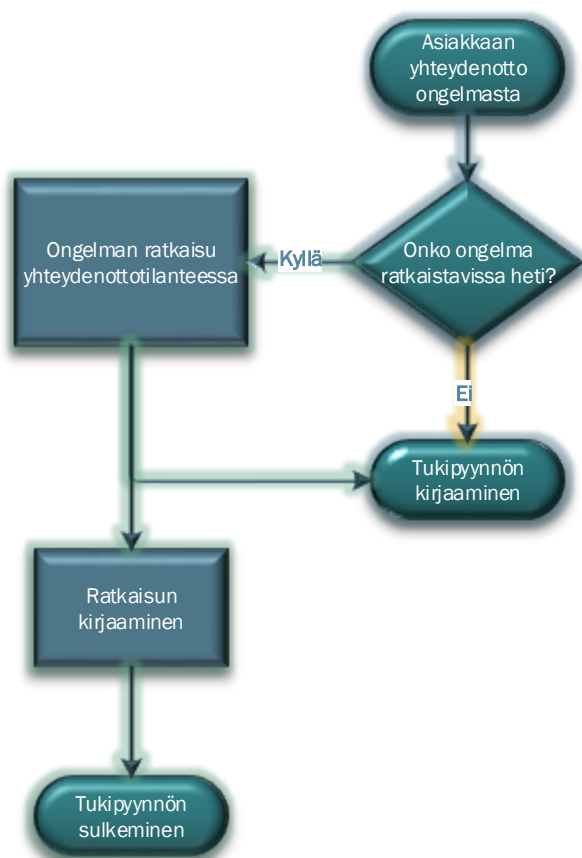 Asiakkaan
yhteydenotto
ongelmasta
Onko ongelma
ratkaistavissa heti?
Kyllä
Ongelman ratkaisu
yhteydenottotilanteessa
Ei
Tukipyynnön
kirjaaminen
Ratkaisun
kirjaaminen
Tukipyynnön
sulkeminen